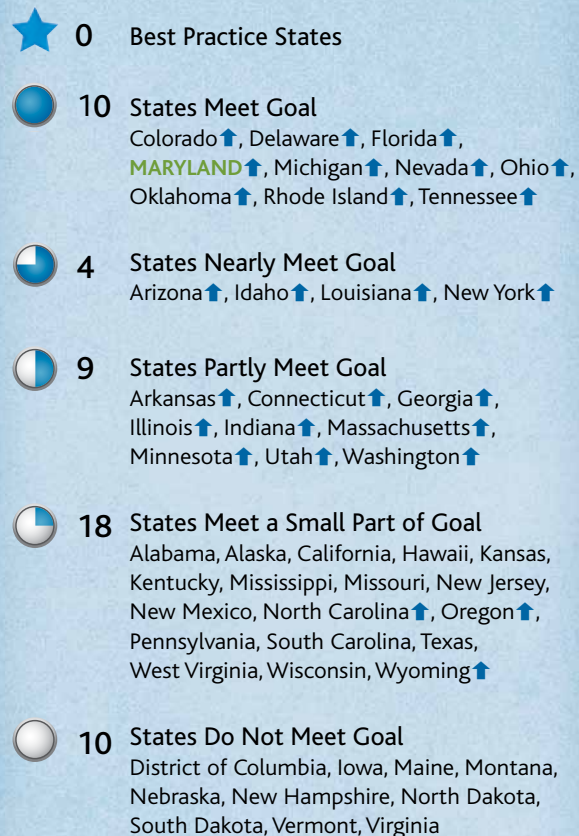 0 Best Practice States
10 States Meet Goal
Colorado⬆, Delaware⬆, Florida⬆,
MARYLAND⬆, Michigan⬆, Nevada⬆, Ohio⬆,
Oklahoma⬆, Rhode Island⬆, Tennessee⬆
4 States Nearly Meet Goal
Arizona⬆, Idaho⬆, Louisiana⬆, New York⬆
9 States Partly Meet Goal
Arkansas⬆, Connecticut⬆, Georgia⬆,
Illinois⬆, Indiana⬆, Massachusetts⬆,
Minnesota⬆, Utah⬆, Washington⬆
18 States Meet a Small Part of Goal
Alabama, Alaska, California, Hawaii, Kansas,
Kentucky, Mississippi, Missouri, New Jersey,
New Mexico, North Carolina⬆, Oregon⬆,
Pennsylvania, South Carolina, Texas,
West Virginia, Wisconsin, Wyoming⬆
10 States Do Not Meet Goal
District of Columbia, Iowa, Maine, Montana,
Nebraska, New Hampshire, North Dakota,
South Dakota, Vermont, Virginia